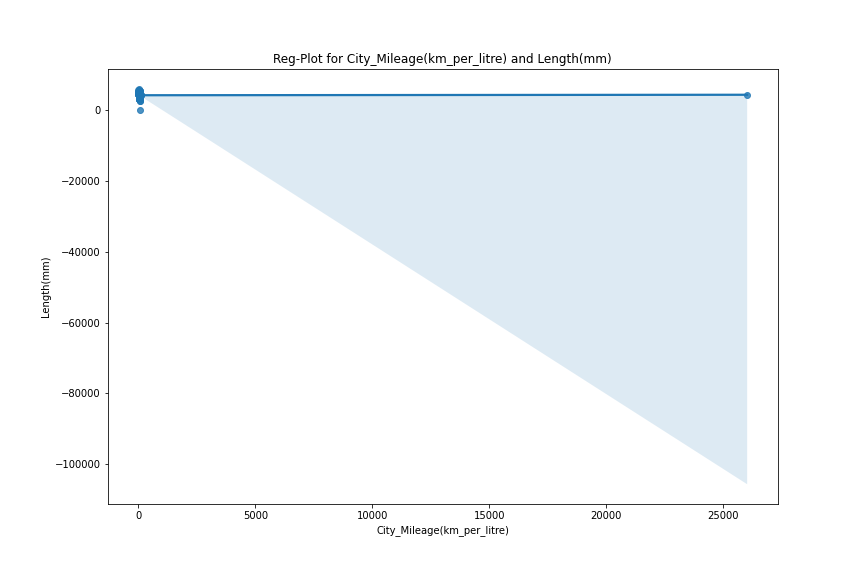 Reg-Plot for City_Mileage(km_per_litre) and Length(mm)
0
−20000
−40000
−60000
−80000
−100000
Length(mm)
0 5000 10000 15000 20000 25000
City_Mileage(km_per_litre)